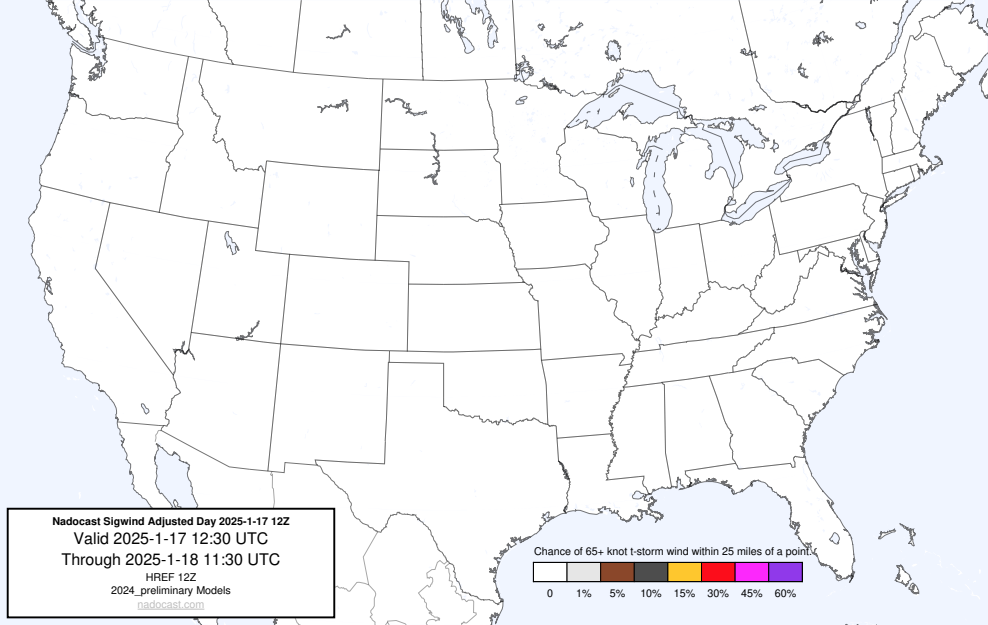 Nadocast Sigwind Adjusted Day 2025-1-17 12Z
Valid 2025-1-17 12:30 UTC
Through 2025-1-18 11:30 UTC
HREF 12Z
2024_preliminary Models
nadocast.com
Chance of 65+ knot t-storm wind within 25 miles of a point.
0 1% 5% 10% 15% 30% 45% 60%